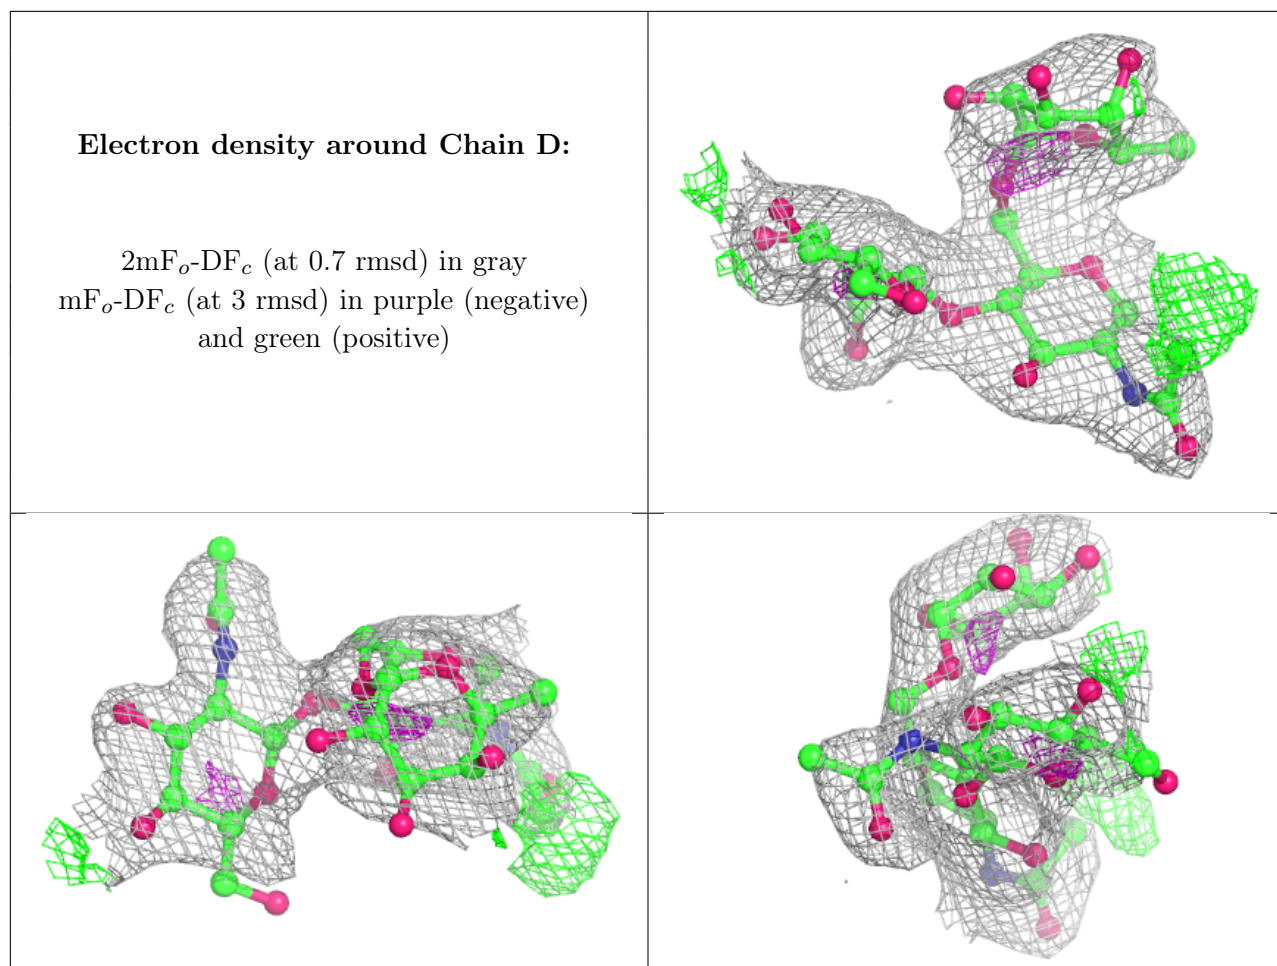 Electron density around Chain D:
2mFo-DFc (at 0.7 rmsd) in gray
mFo-DFc (at 3 rmsd) in purple (negative)
and green (positive)